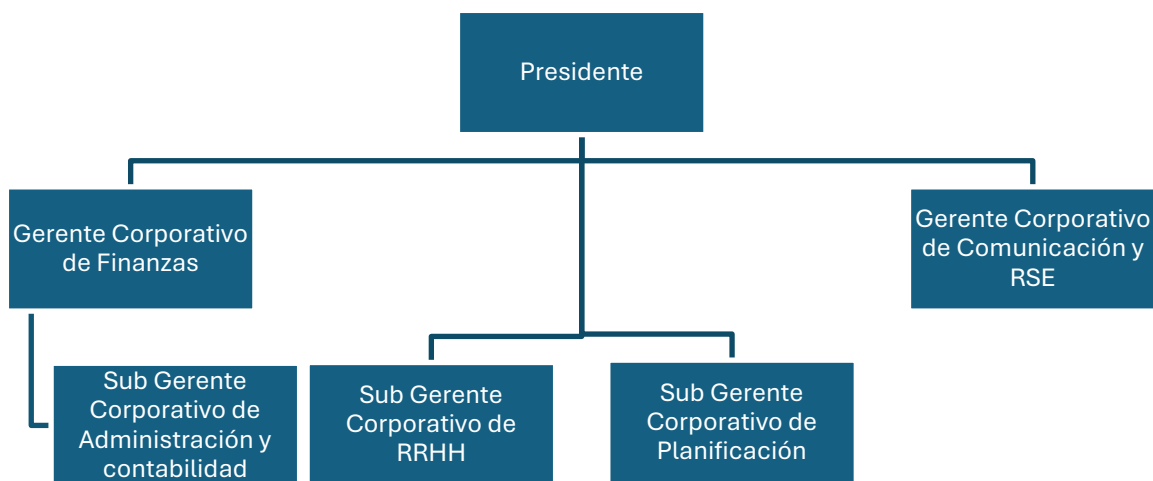 Presidente
Gerente Corporativo
de Finanzas
Gerente Corporativo
de Comunicación y
RSE
Sub Gerente
Corporativo de
Administración y
contabilidad
Sub Gerente
Corporativo de
RRHH
Sub Gerente
Corporativo de
Planificación